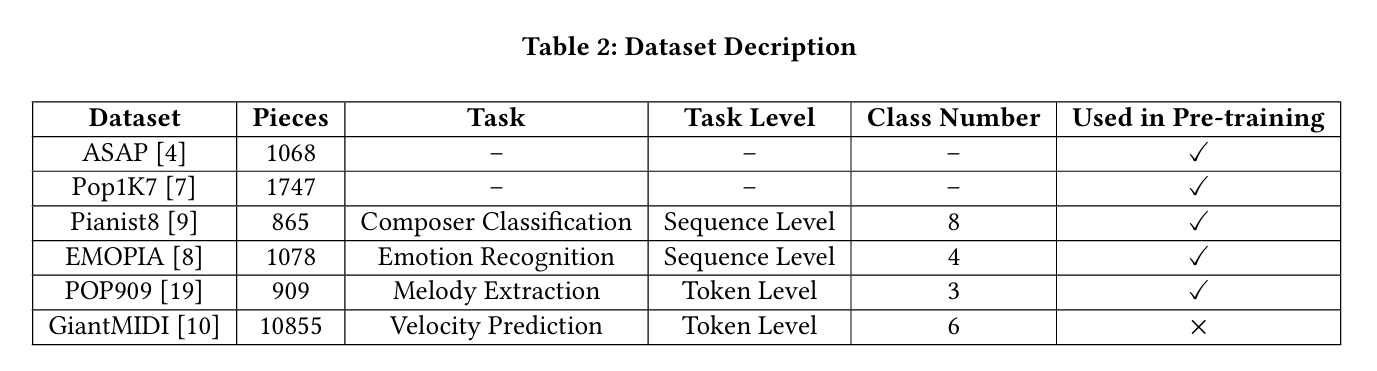 Table 2: Dataset Decription
Dataset Pieces Task Task Level Class Number Used in Pre-training
ASAP [4] 1068 – – – ✓
Pop1K7 [7] 1747 – – – ✓
Pianist8 [9] 865 Composer Classification Sequence Level 8 ✓
EMOPIA [8] 1078 Emotion Recognition Sequence Level 4 ✓
POP909 [19] 909 Melody Extraction Token Level 3 ✓
GiantMIDI [10] 10855 Velocity Prediction Token Level 6 ×